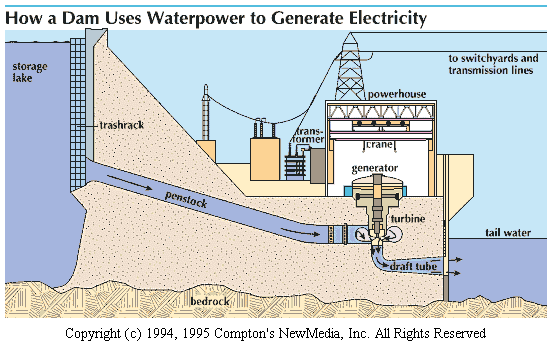 How a Dam Uses Waterpower to Generate Electricity
storage
lake
to switchyards and
transmission lines
powerhouse
trashrack
trans-
former
crane
generator
penstock
turbine
tail water
draft tube
bedrock
Copyright (c) 1994, 1995 Compton's NewMedia, Inc. All Rights Reserved